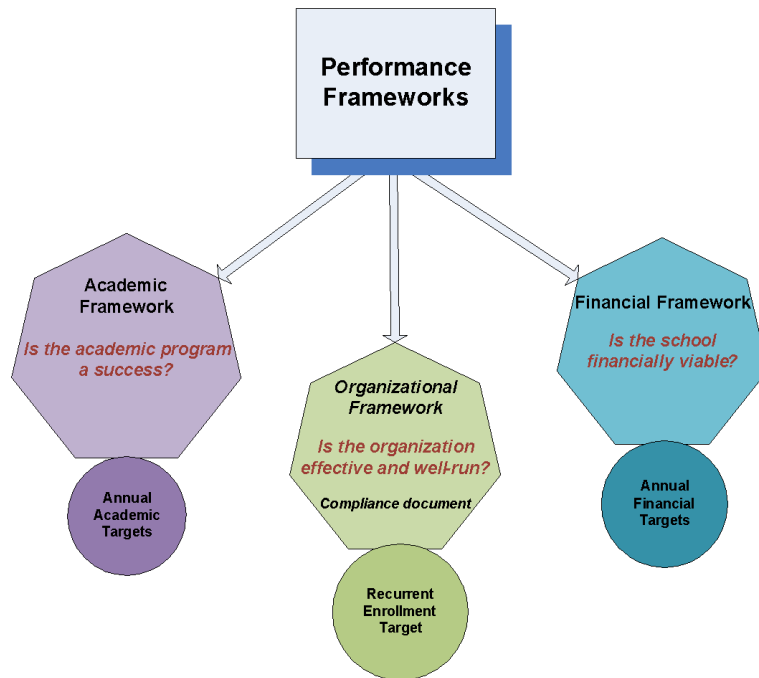 Performance
Frameworks
Academic
Framework
Is the academic program
a success?
Annual
Academic
Targets
Organizational
Framework
Is the organization
effective and well-run?
Compliance document
Recurrent
Enrollment
Target
Financial Framework
Is the school
financially viable?
Annual
Financial
Targets